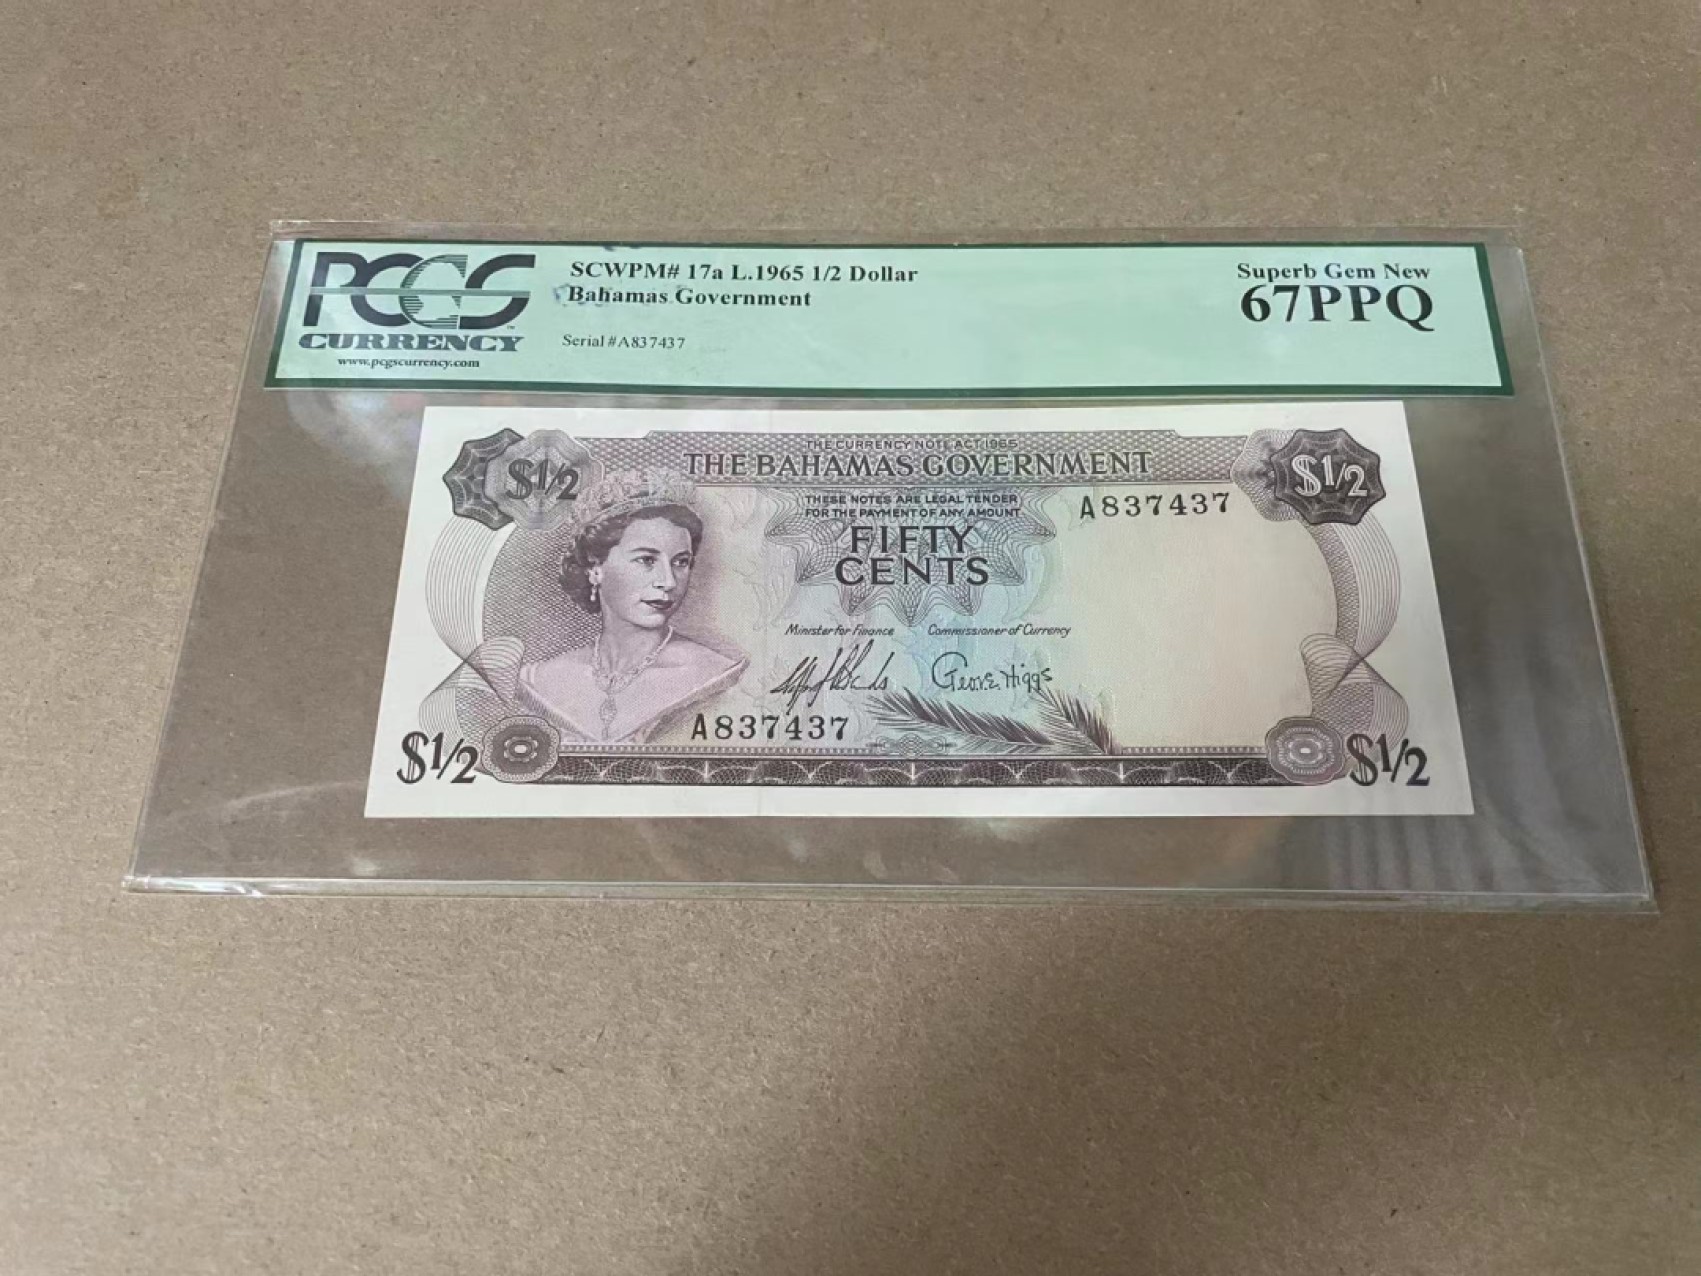 PCGS
CURRENCY
www.pcgscurrency.com
SCWPM# 17a L.1965 1/2 Dollar
Bahamas Government
Serial #A837437
Superb Gem New
67PPQ
THE CURRENCY NOTE ACT 1965
THE BAHAMAS GOVERNMENT
$1/2
$1/2
THESE NOTES ARE LEGAL TENDER
FOR THE PAYMENT OF ANY AMOUNT
A837437
FIFTY
CENTS
Minister for Finance
Commissioner of Currency
Geo. E. Higgs
A837437
$1/2
$1/2